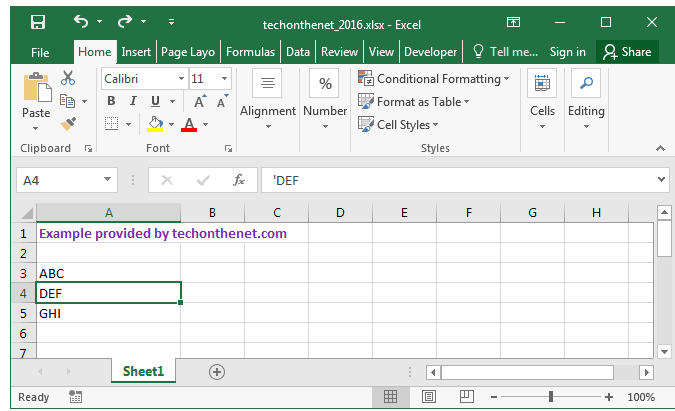 techonthenet_2016.xlsx - Excel
File Home Insert Page Layo Formulas Data Review View Developer Tell me... Sign in Share
Calibri 11
Conditional Formatting
Format as Table
Cell Styles
Paste
B I U A A
A
Alignment
%
Number
Cells
Editing
Clipboard Font Styles
A4 fx 'DEF
A B C D E F G H
1 Example provided by techonthenet.com
2
3 ABC
4 DEF
5 GHI
6
7
Sheet1
Ready 100%